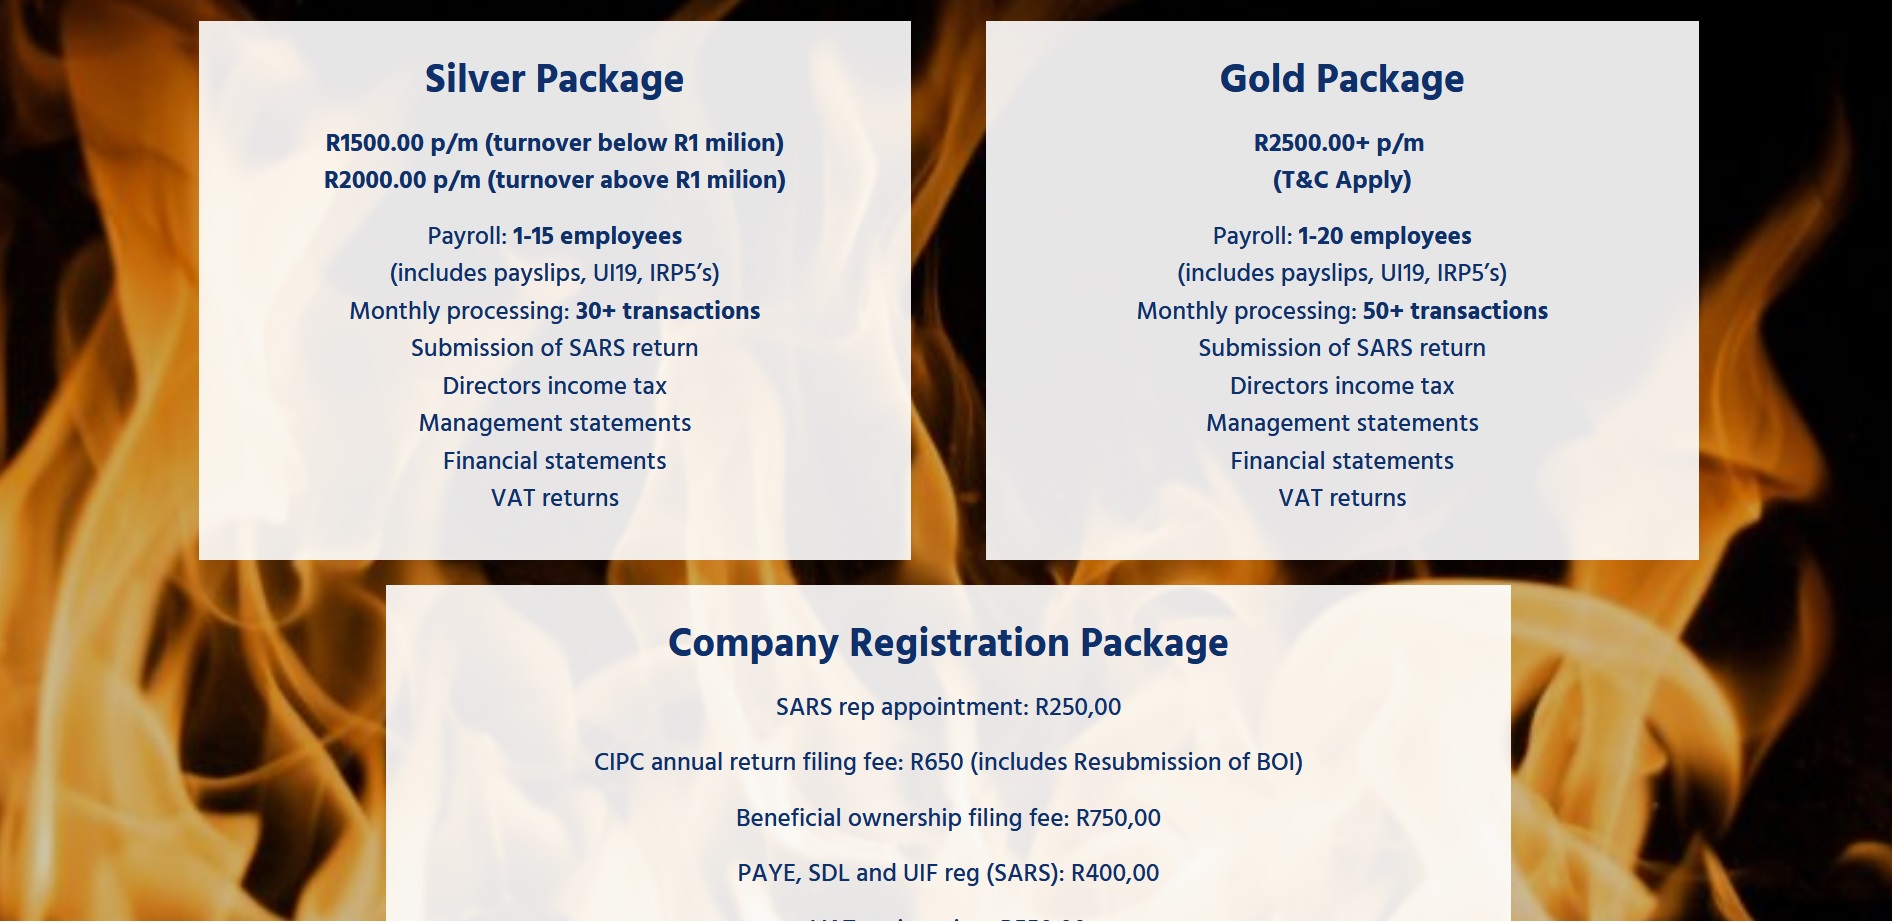 Silver Package
R1500.00 p/m (turnover below R1 milion)
R2000.00 p/m (turnover above R1 milion)
Payroll: 1-15 employees
(includes payslips, UI19, IRP5’s)
Monthly processing: 30+ transactions
Submission of SARS return
Directors income tax
Management statements
Financial statements
VAT returns
Gold Package
R2500.00+ p/m
(T&C Apply)
Payroll: 1-20 employees
(includes payslips, UI19, IRP5’s)
Monthly processing: 50+ transactions
Submission of SARS return
Directors income tax
Management statements
Financial statements
VAT returns
Company Registration Package
SARS rep appointment: R250,00
CIPC annual return filing fee: R650 (includes Resubmission of BOI)
Beneficial ownership filing fee: R750,00
PAYE, SDL and UIF reg (SARS): R400,00